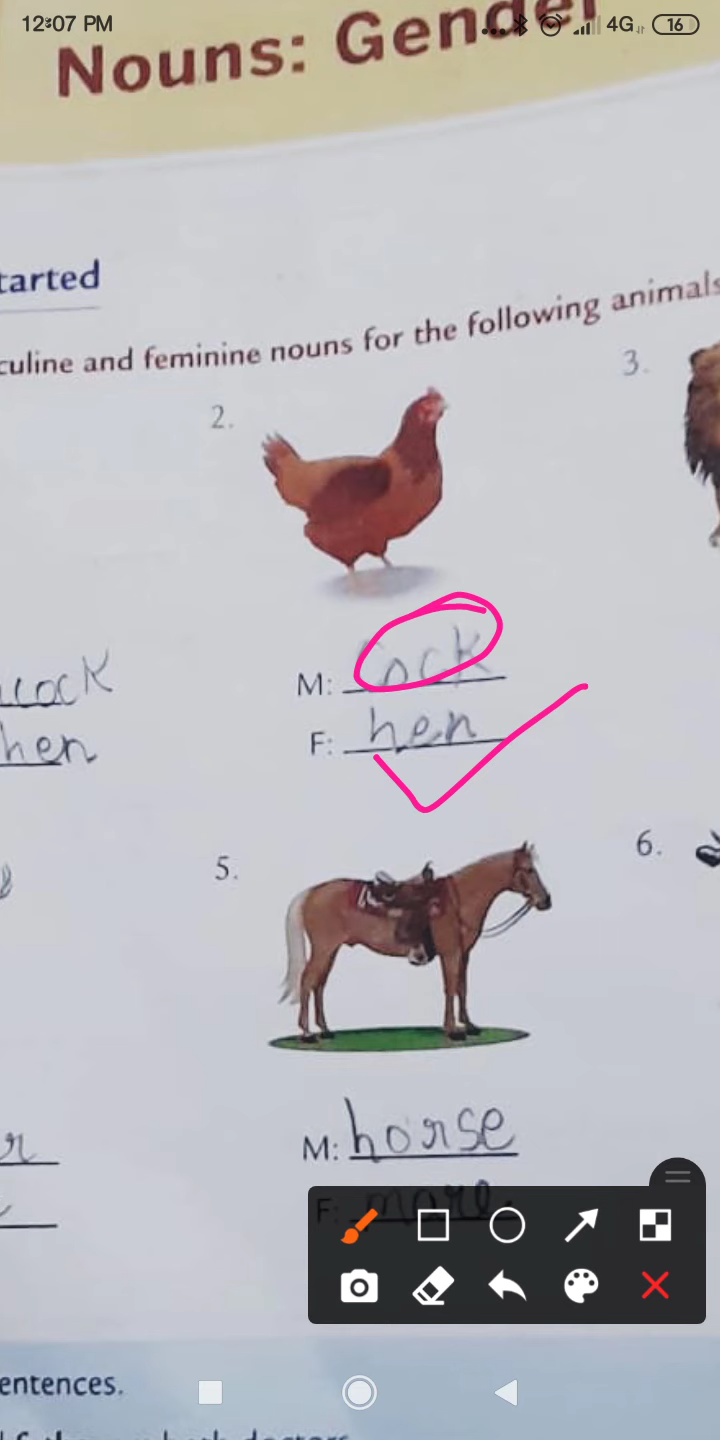 12:07 PM
4G
16
Nouns: Gender
tarted
culine and feminine nouns for the following animals
2.
3.
cock
hen
M: Cock
F: hen
5.
6.
r
M: horse
F: mare.
entences.